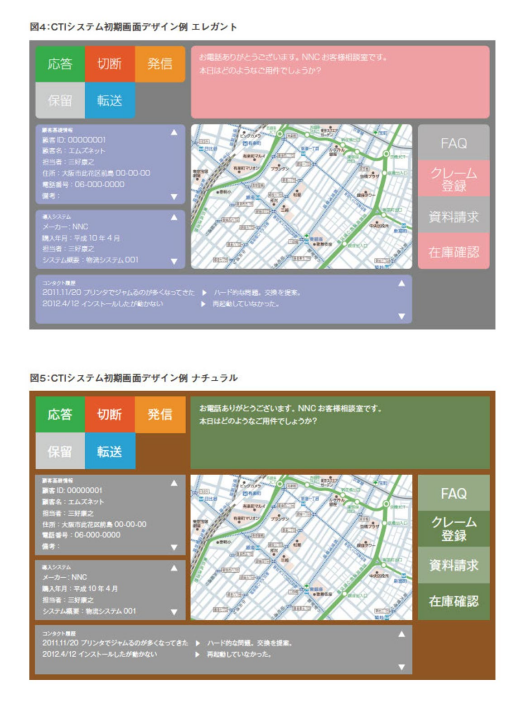 図4:CTIシステム初期画面デザイン例 エレガント
応答
切断
発信
保留
転送
お電話ありがとうございます。NNC お客様相談室です。
本日はどのようなご用件でしょうか?
顧客基礎情報
顧客 ID: 00000001
顧客名:エムズネット
担当者:三好康之
住所:大阪市此花区前島 00-00-00
電話番号:06-000-0000
備考:
購入システム
メーカー:NNC
購入年月:平成 10 年 4 月
担当者:三好康之
システム概要:物流システム 001
FAQ
クレーム
登録
資料請求
在庫確認
コンタクト履歴
2011.11/20 プリンタでジャムるのが多くなってきた ▶ ハード的な問題。交換を提案。
2012.4/12 インストールしたが動かない ▶ 再起動していなかった。
図5:CTIシステム初期画面デザイン例 ナチュラル
応答
切断
発信
保留
転送
お電話ありがとうございます。NNC お客様相談室です。
本日はどのようなご用件でしょうか?
顧客基礎情報
顧客 ID: 00000001
顧客名:エムズネット
担当者:三好康之
住所:大阪市此花区前島 00-00-00
電話番号:06-000-0000
備考:
購入システム
メーカー:NNC
購入年月:平成 10 年 4 月
担当者:三好康之
システム概要:物流システム 001
FAQ
クレーム
登録
資料請求
在庫確認
コンタクト履歴
2011.11/20 プリンタでジャムるのが多くなってきた ▶ ハード的な問題。交換を提案。
2012.4/12 インストールしたが動かない ▶ 再起動していなかった。